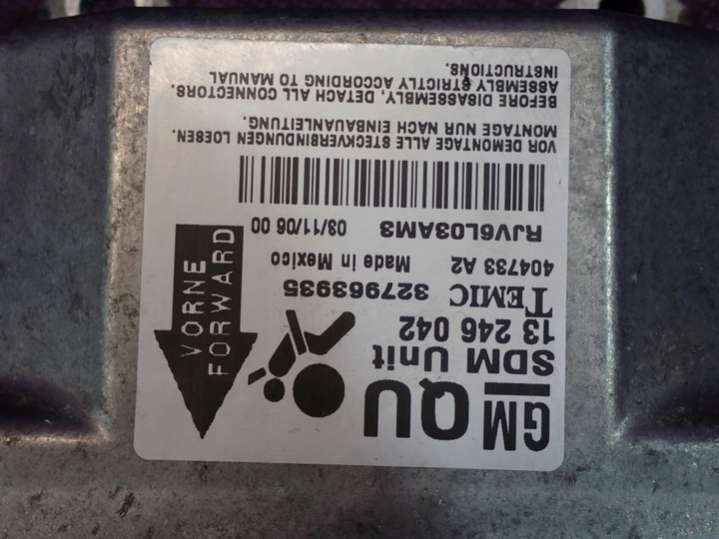 GM QU
SDM Unit
13 246 042
TEMIC 327963935
404733 A2 Made in Mexico
RJV6L03AM3 03/11/06 00
VORNE
FORWARD
VOR DEMONTAGE ALLE STECKVERBINDUNGEN LOESEN.
MONTAGE NUR NACH EINBAUANLEITUNG.
BEFORE DISASSEMBLY, DETACH ALL CONNECTORS.
ASSEMBLY STRICTLY ACCORDING TO MANUAL
INSTRUCTIONS.